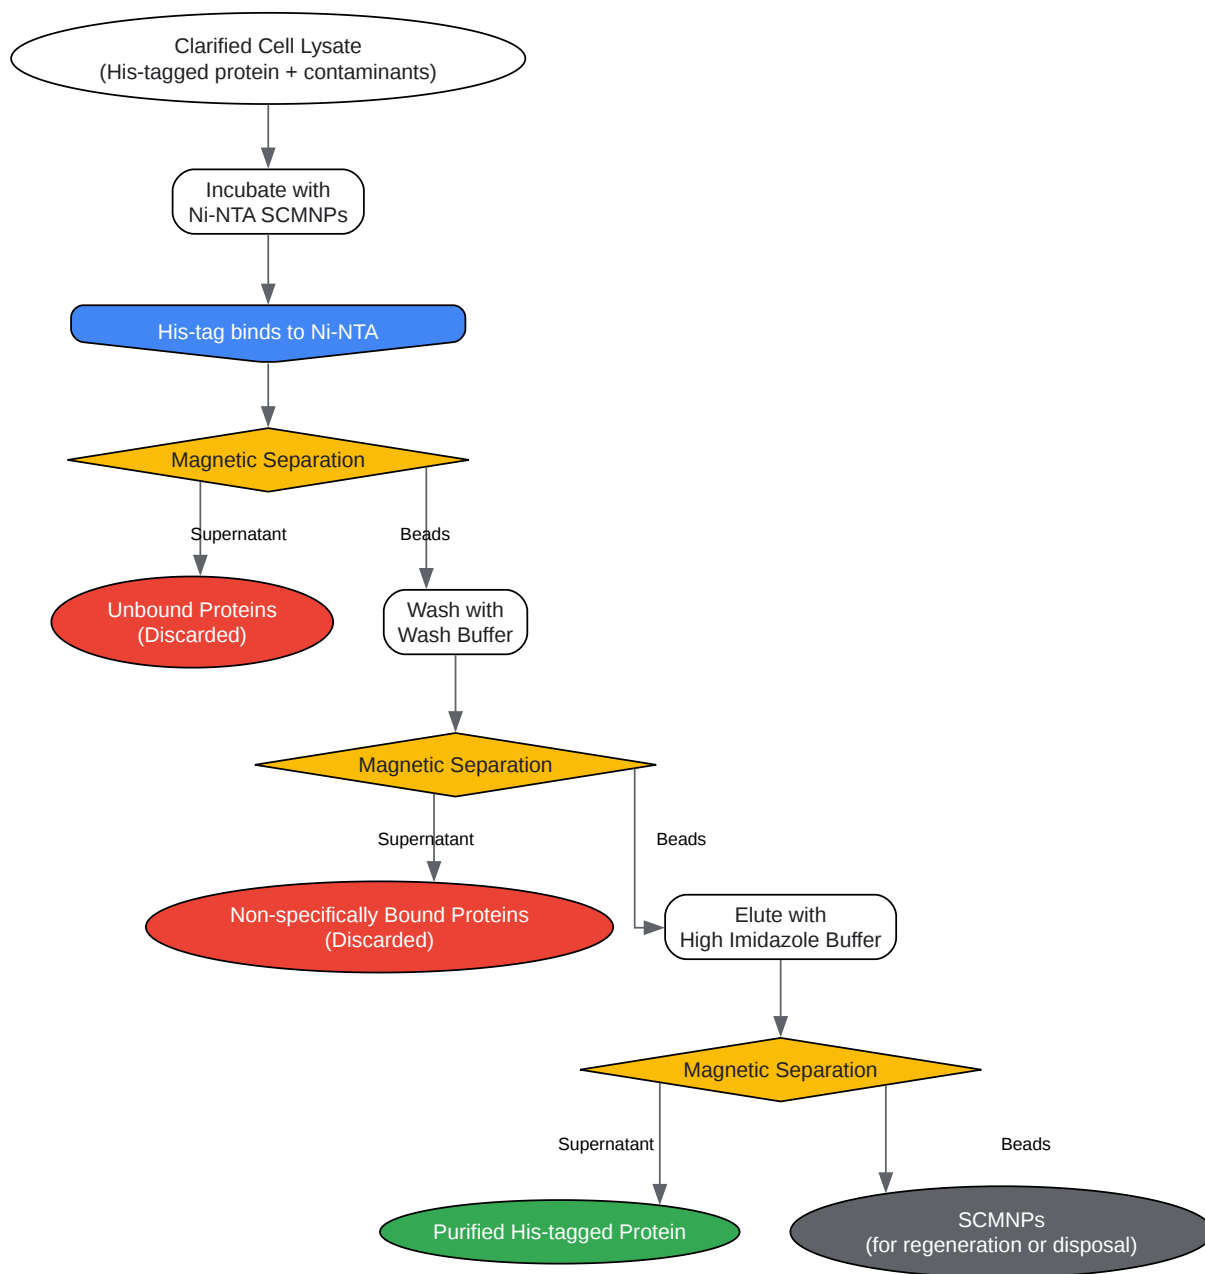 Clarified Cell Lysate
(His-tagged protein + contaminants)
Incubate with
Ni-NTA SCMNPs
His-tag binds to Ni-NTA
Magnetic Separation
Supernatant
Beads
Unbound Proteins
(Discarded)
Wash with
Wash Buffer
Magnetic Separation
Supernatant
Beads
Non-specifically Bound Proteins
(Discarded)
Elute with
High Imidazole Buffer
Magnetic Separation
Supernatant
Beads
Purified His-tagged Protein
SCMNPs
(for regeneration or disposal)